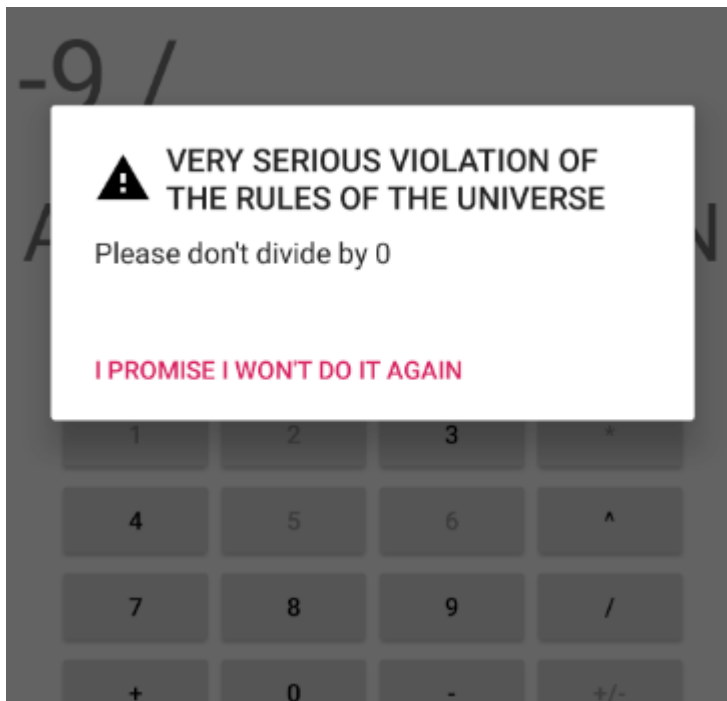 -9 /
VERY SERIOUS VIOLATION OF
THE RULES OF THE UNIVERSE
Please don't divide by 0
I PROMISE I WON'T DO IT AGAIN
1 2 3 *
4 5 6 ^
7 8 9 /
+ 0 - +/-